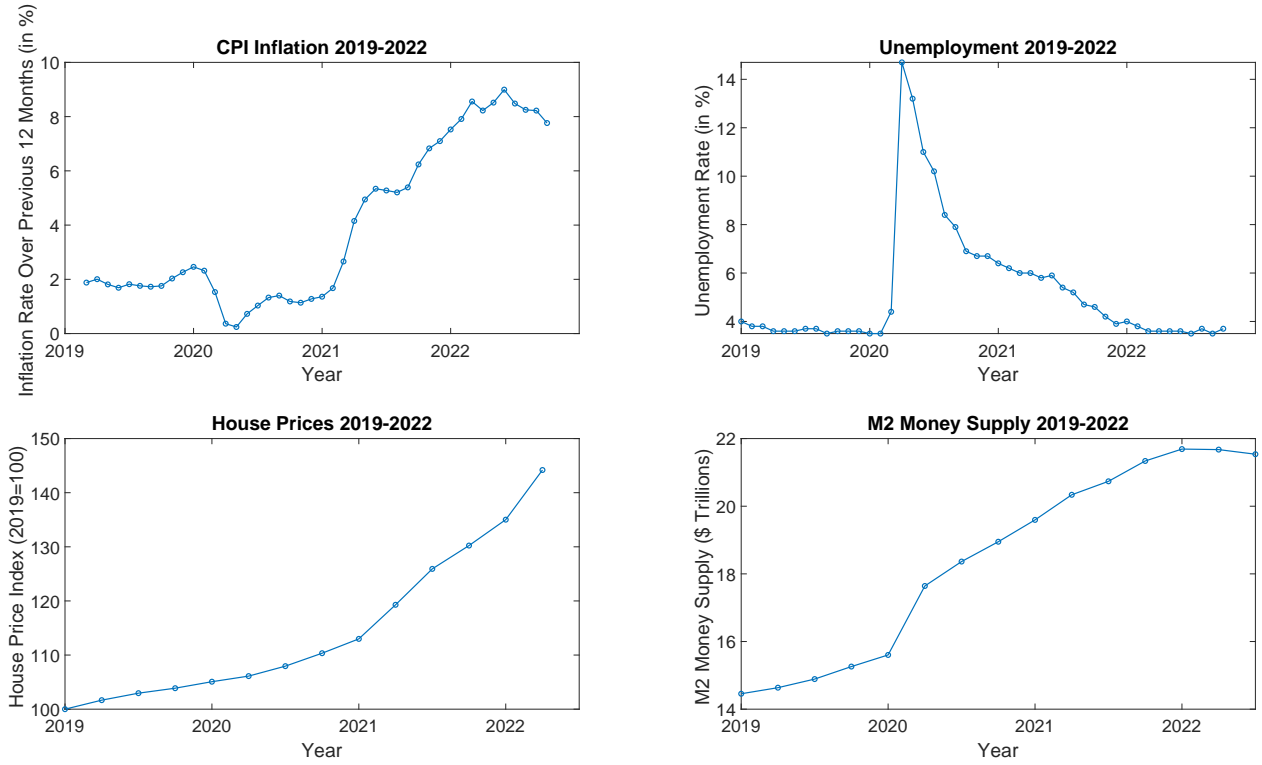 CPI Inflation 2019-2022
Inflation Rate Over Previous 12 Months (in %)
10
8
6
4
2
0
2019 2020 2021 2022
Year
Unemployment 2019-2022
Unemployment Rate (in %)
14
12
10
8
6
4
2019 2020 2021 2022
Year
House Prices 2019-2022
House Price Index (2019=100)
150
140
130
120
110
100
2019 2020 2021 2022
Year
M2 Money Supply 2019-2022
M2 Money Supply ($ Trillions)
22
20
18
16
14
2019 2020 2021 2022
Year